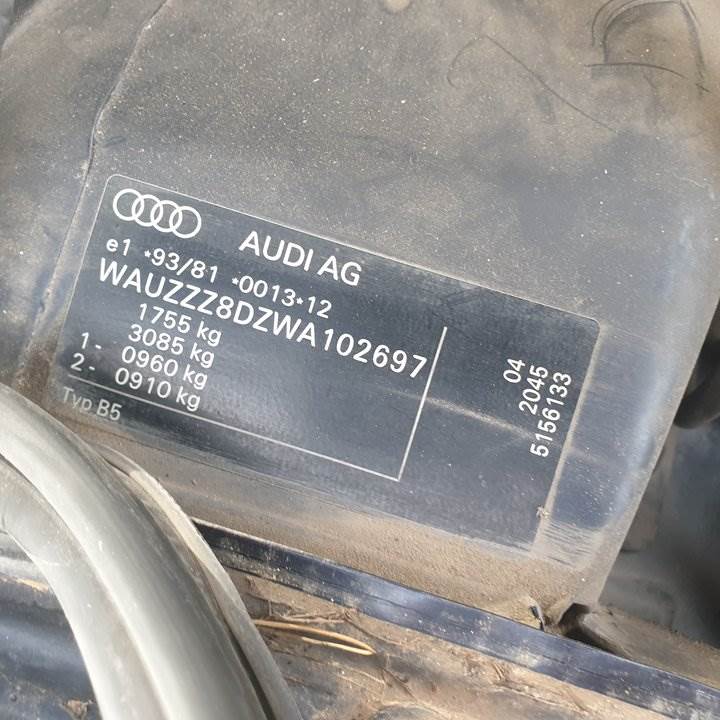 AUDI AG
e1 *93/81 *0013*12
WAUZZZ8DZWA102697
1755 kg
3085 kg
1- 0960 kg
2- 0910 kg
Typ B5
04
2045
5156133